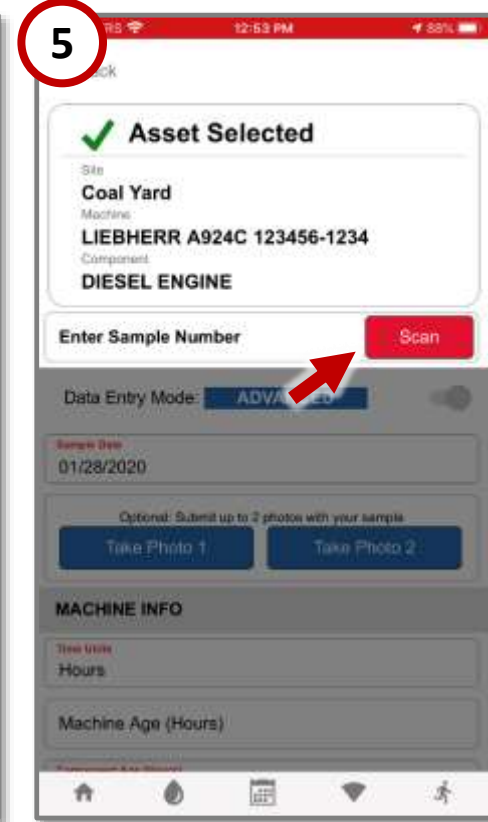 5
12:53 PM
88%
Asset Selected
Site
Coal Yard
Machine
LIEBHERR A924C 123456-1234
Component
DIESEL ENGINE
Enter Sample Number
Scan
Data Entry Mode:
Sample Date
01/28/2020
Optional: Submit up to 2 photos with your sample
Take Photo 1
Take Photo 2
MACHINE INFO
Time Units
Hours
Machine Age (Hours)